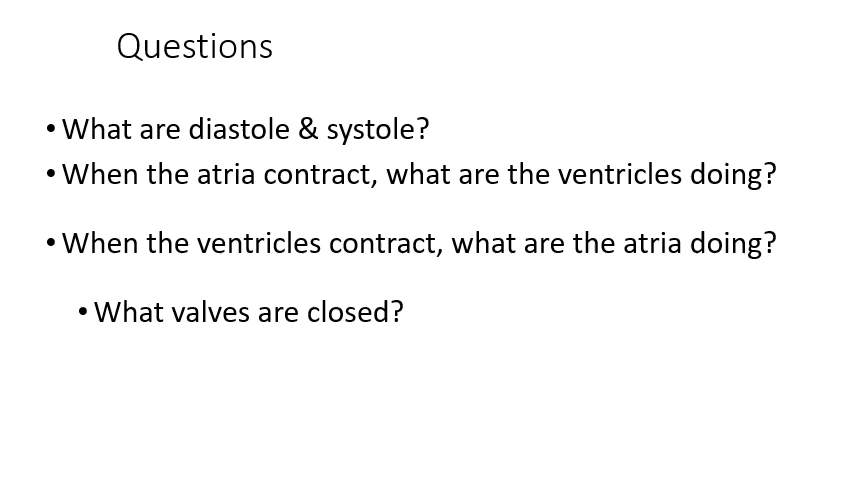 Questions
• What are diastole & systole?
• When the atria contract, what are the ventricles doing?
• When the ventricles contract, what are the atria doing?
• What valves are closed?